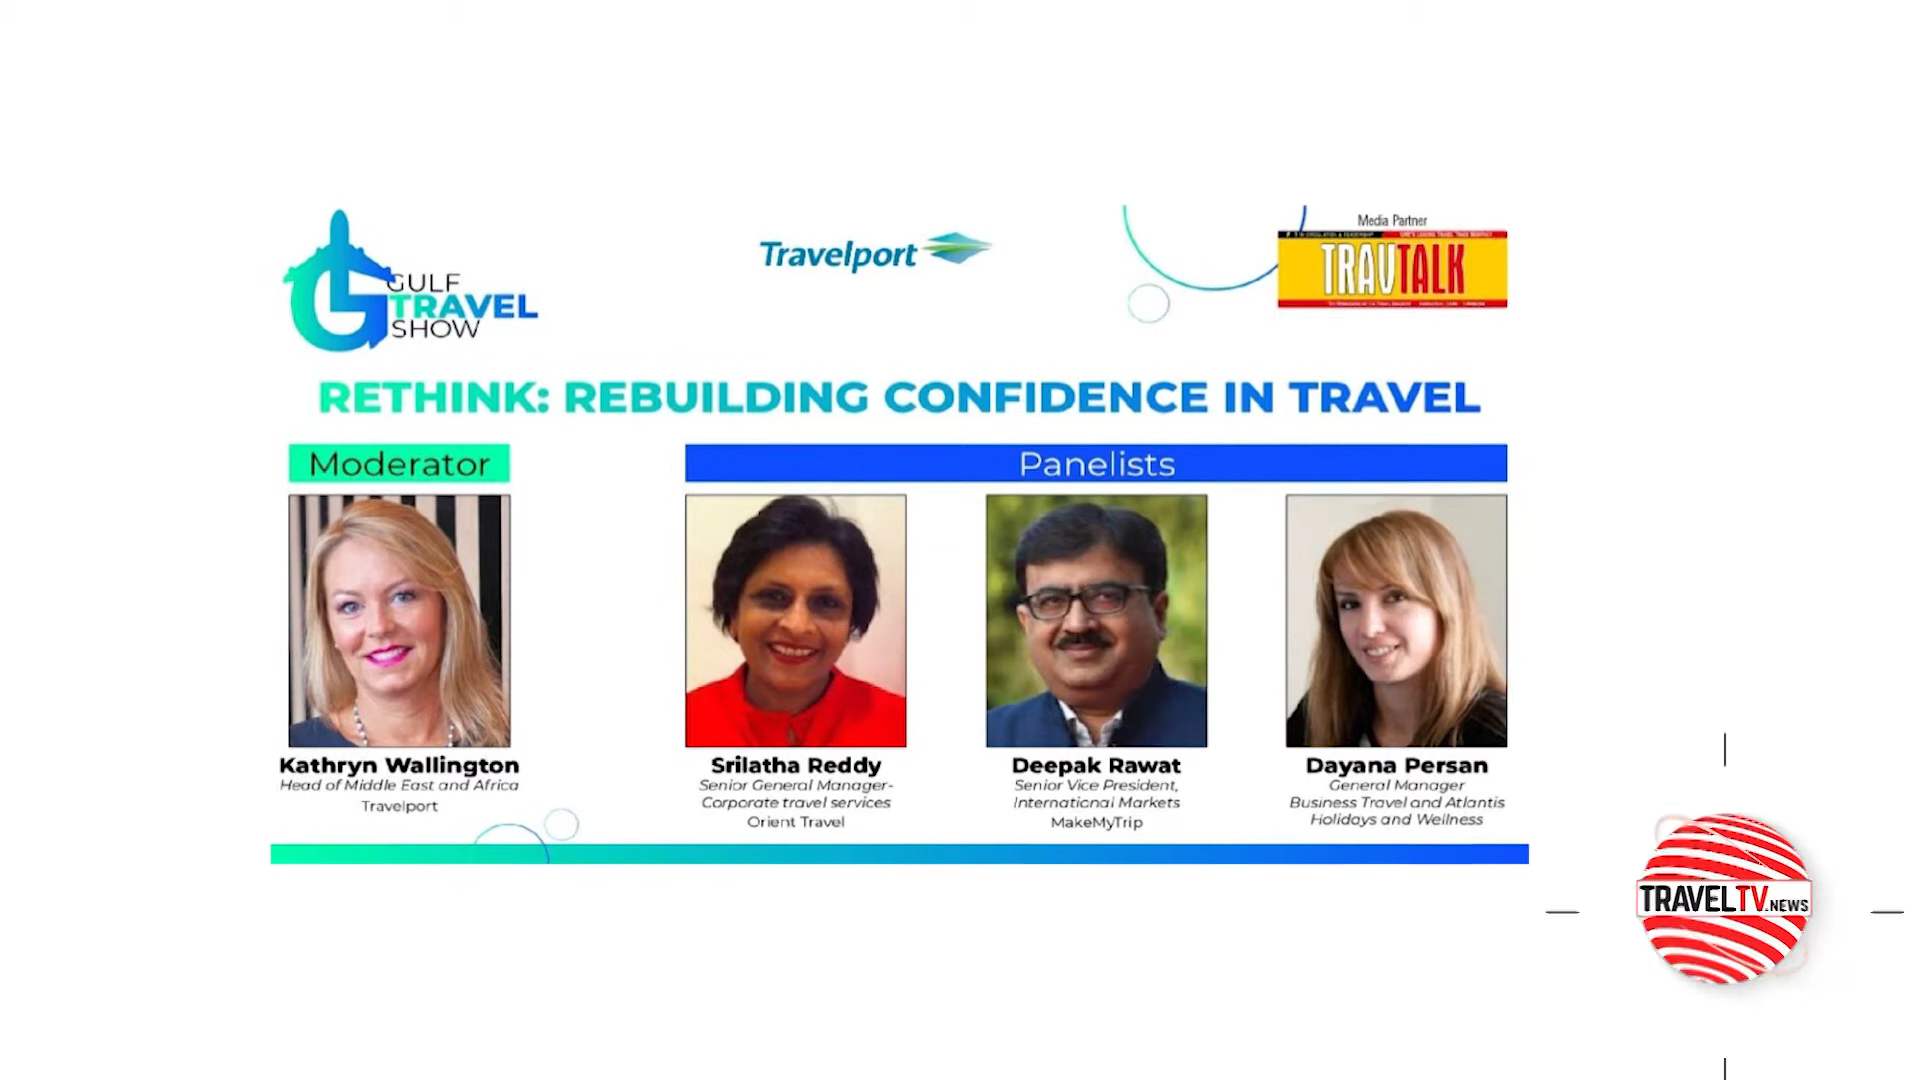 GULF
TRAVEL
SHOW
Travelport
Media Partner
TRAVTALK
RETHINK: REBUILDING CONFIDENCE IN TRAVEL
Moderator
Panelists
Kathryn Wallington
Head of Middle East and Africa
Travelport
Srilatha Reddy
Senior General Manager-
Corporate travel services
Orient Travel
Deepak Rawat
Senior Vice President,
International Markets
MakeMyTrip
Dayana Persan
General Manager
Business Travel and Atlantis
Holidays and Wellness
TRAVELTV.NEWS